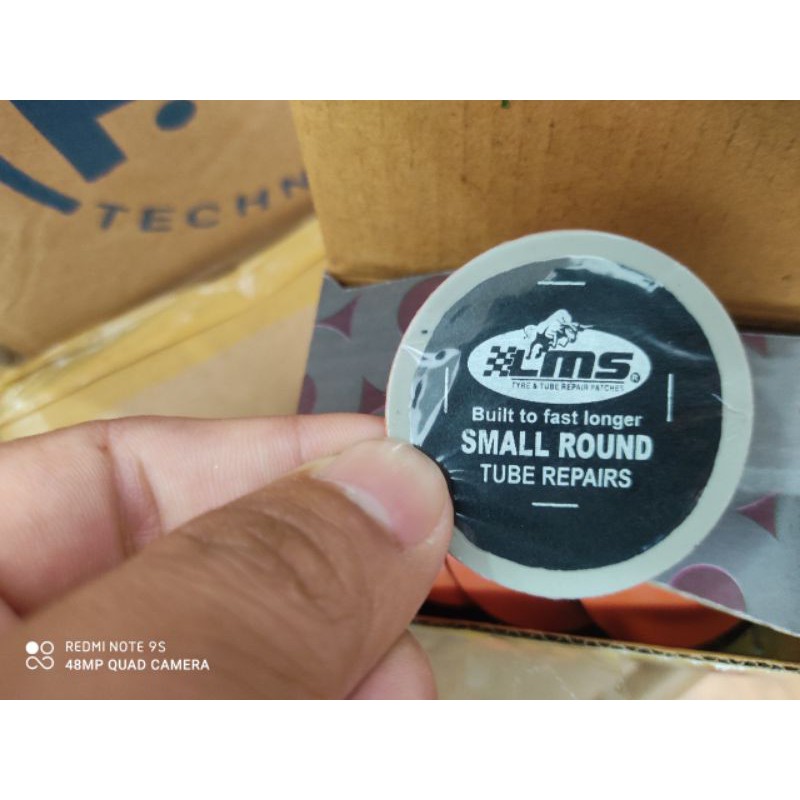 TECHN
LMS®
TYRE & TUBE REPAIR PATCHES
Built to fast longer
SMALL ROUND
TUBE REPAIRS
REDMI NOTE 9S
48MP QUAD CAMERA